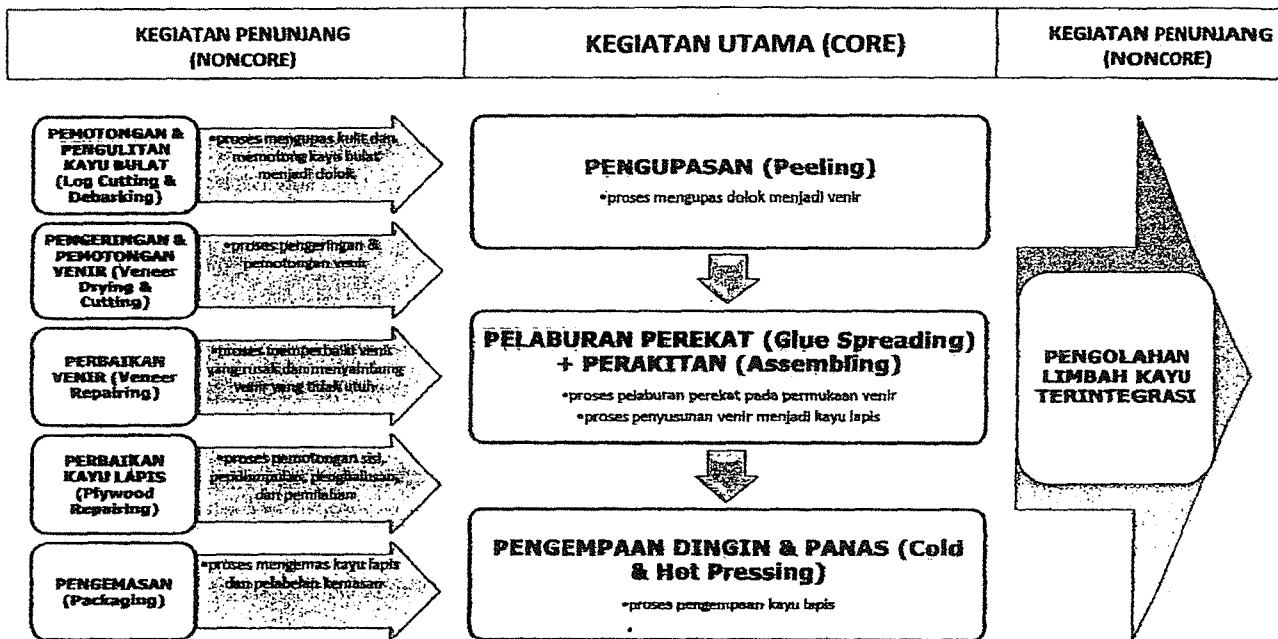 KEGIATAN PENUNJANG
(NONCORE)
KEGIATAN UTAMA (CORE)
KEGIATAN PENUNJANG
(NONCORE)
PEMOTONGAN &
PENGULITAN
KAYU BULAT
(Log Cutting &
Debarking)
•proses mengupas kulit dan
memotong kayu bulat
menjadi dolok
PENGERINGAN &
PEMOTONGAN
VENIR (Veneer
Drying &
Cutting)
•proses pengeringan &
pemotongan venir
PERBAIKAN
VENIR (Veneer
Repairing)
•proses memperbaiki venir
yang rusak dan menyambung
venir yang tidak utuh
PERBAIKAN
KAYU LAPIS
(Plywood
Repairing)
•proses pemotongan sisi,
pendempulan, penghalusan,
dan pemilahan
PENGEMASAN
(Packaging)
•proses mengemas kayu lapis
dan pelabelan kemasan
PENGUPASAN (Peeling)
•proses mengupas dolok menjadi venir
PELABURAN PEREKAT (Glue Spreading)
+ PERAKITAN (Assembling)
•proses pelaburan perekat pada permukaan venir
•proses penyusunan venir menjadi kayu lapis
PENGEMPAAN DINGIN & PANAS (Cold
& Hot Pressing)
•proses pengempaan kayu lapis
PENGOLAHAN
LIMBAH KAYU
TERINTEGRASI